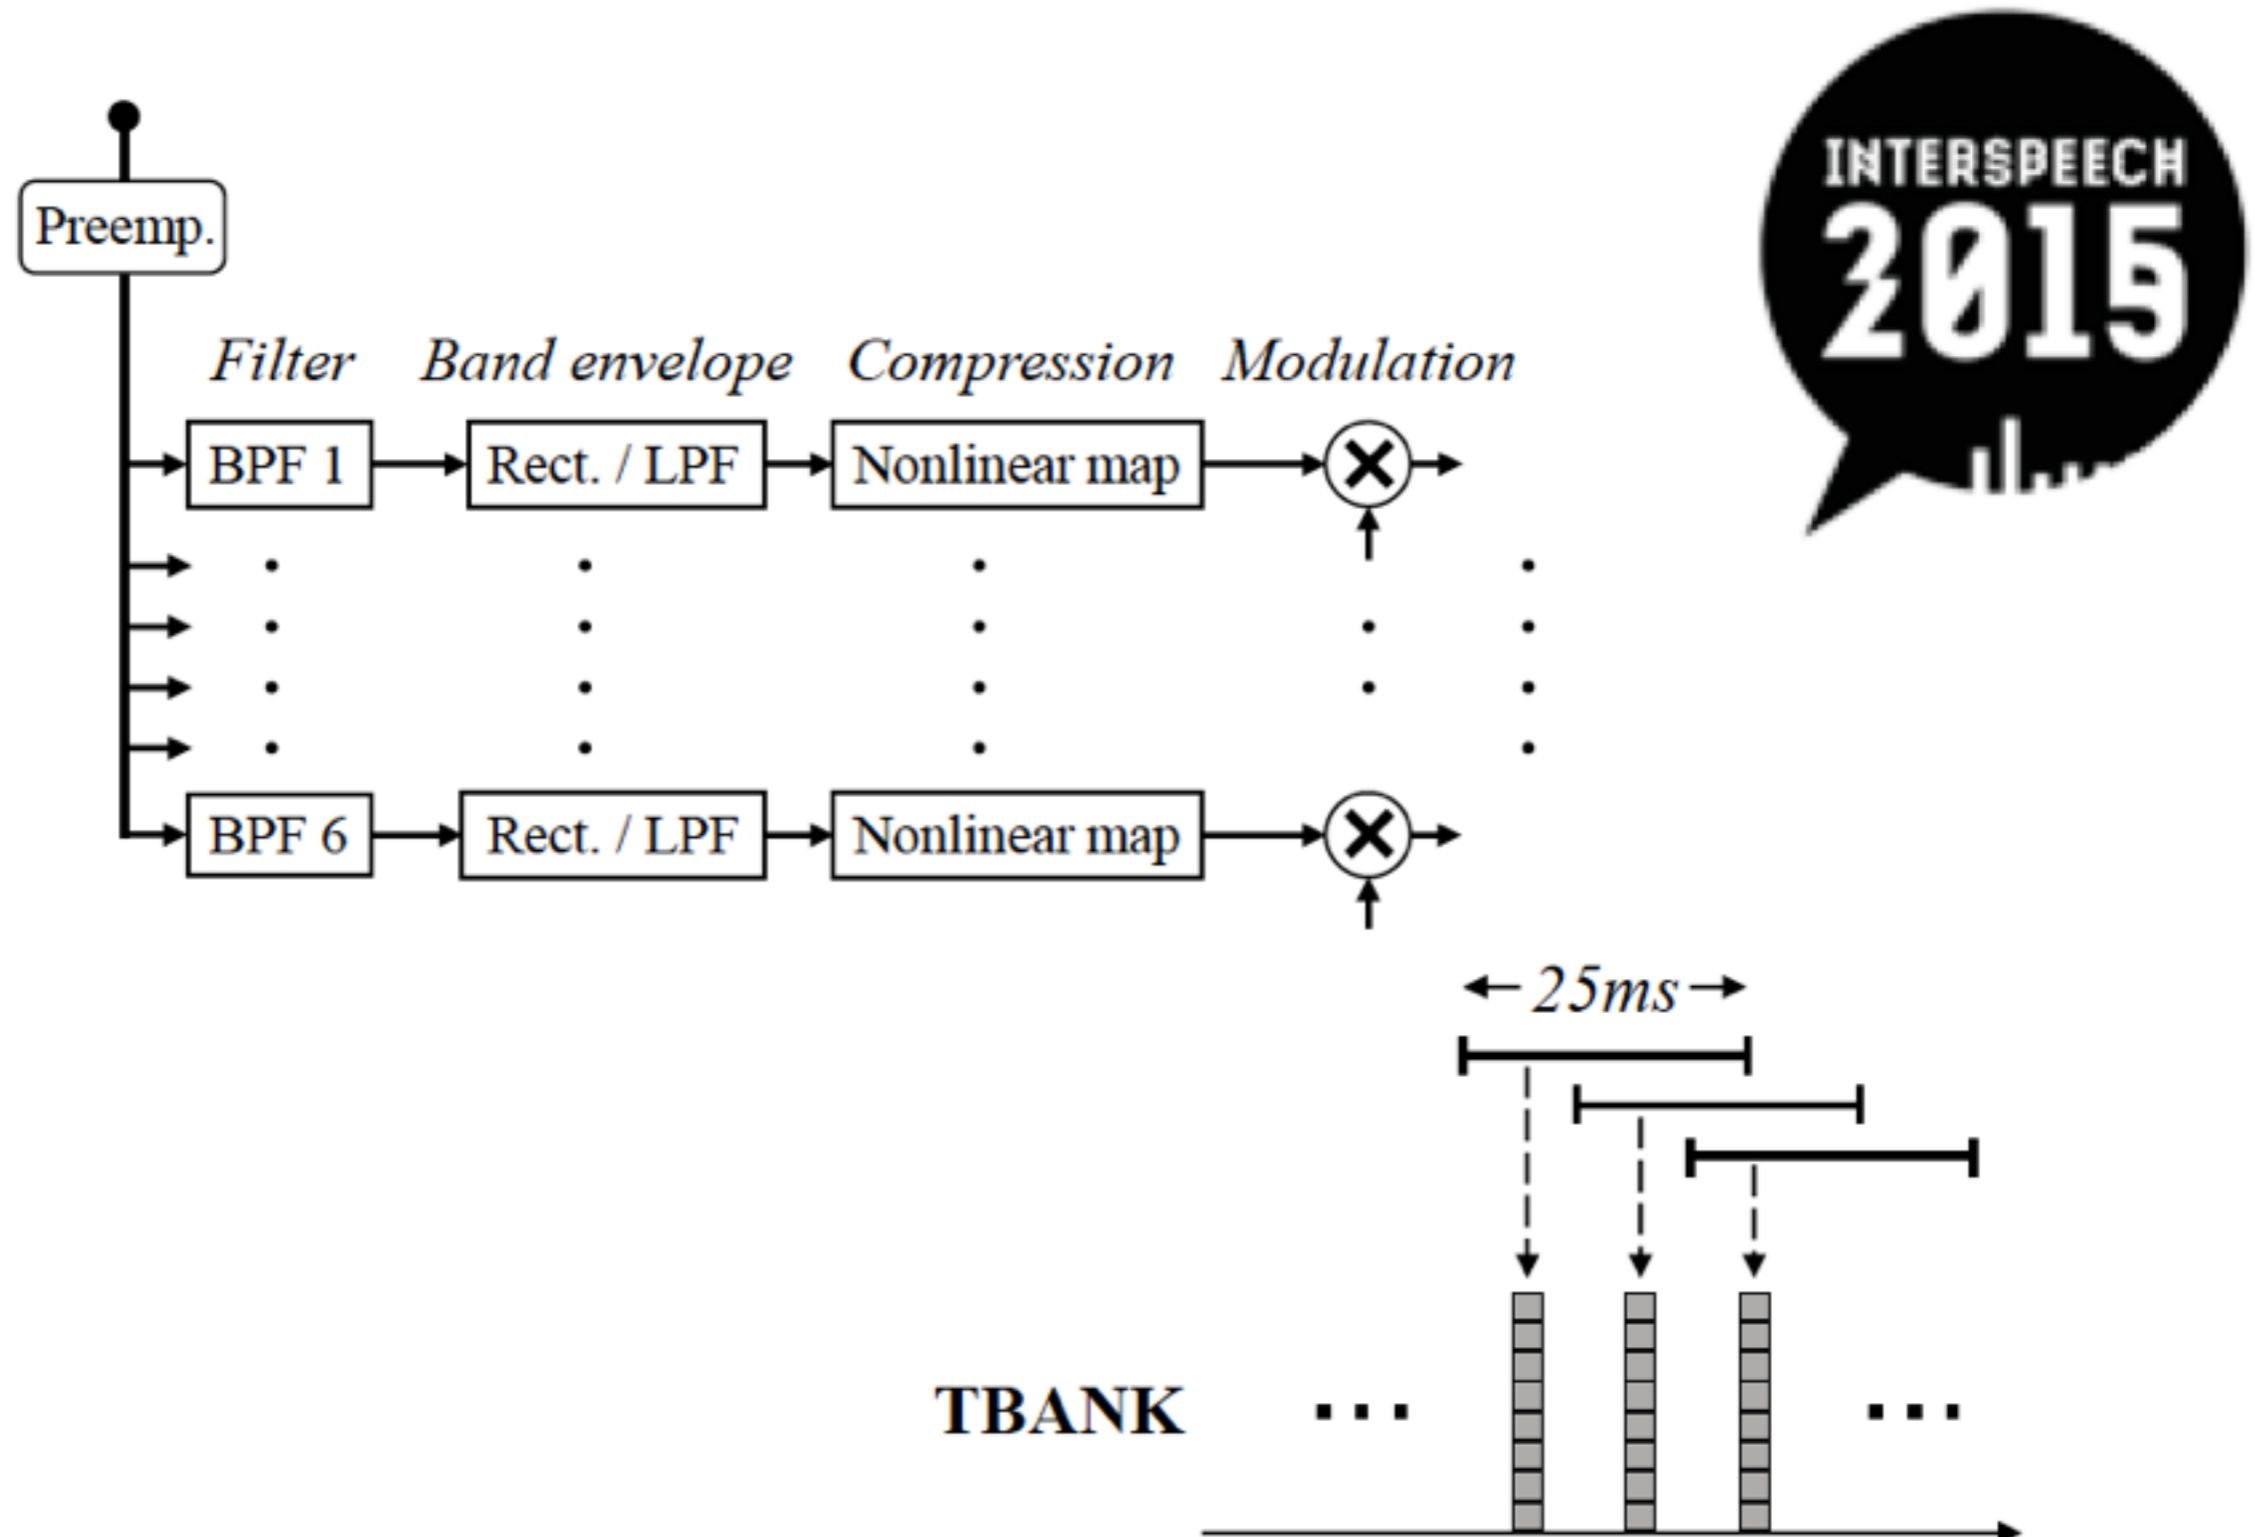 INTERSPEECH
2015
Preemp.
Filter Band envelope Compression Modulation
BPF 1 Rect. / LPF Nonlinear map
BPF 6 Rect. / LPF Nonlinear map
25ms
TBANK